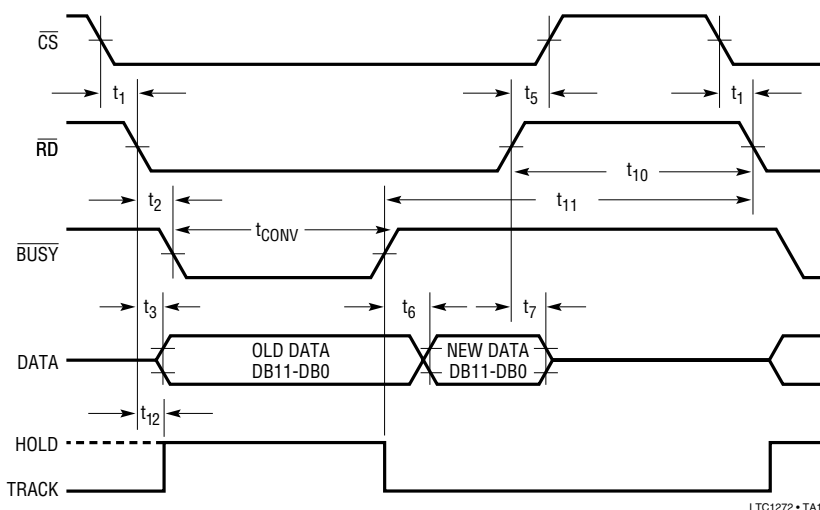 CS
t1
t5
t1
RD
t10
t2
t11
tCONV
BUSY
t3
t6
t7
OLD DATA
DB11-DB0
NEW DATA
DB11-DB0
DATA
t12
HOLD
TRACK
LTC1272 • TA1